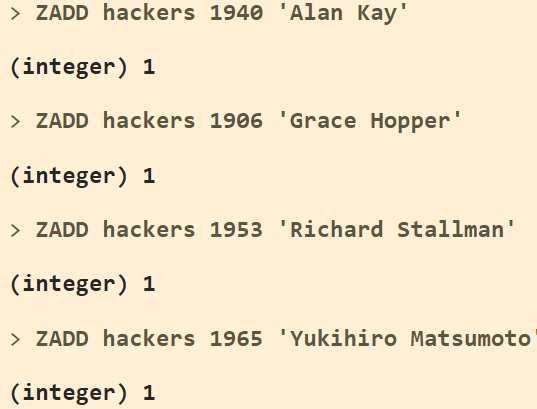 > ZADD hackers 1940 'Alan Kay'
(integer) 1
> ZADD hackers 1906 'Grace Hopper'
(integer) 1
> ZADD hackers 1953 'Richard Stallman'
(integer) 1
> ZADD hackers 1965 'Yukihiro Matsumoto'
(integer) 1